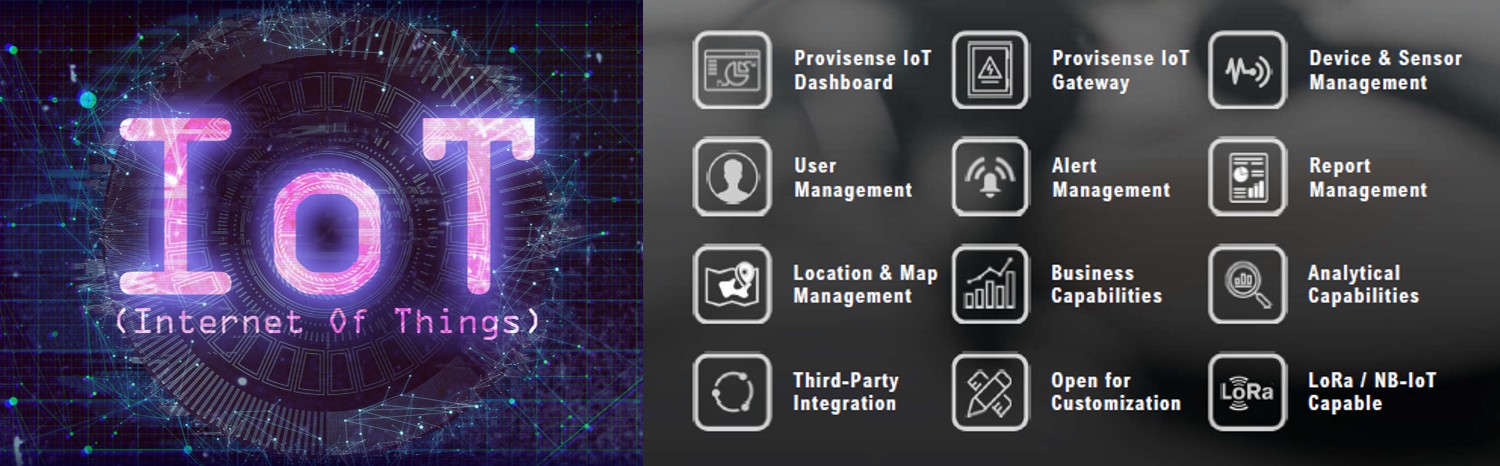 IoT
(Internet Of Things)
Provisense IoT
Dashboard
Provisense IoT
Gateway
Device & Sensor
Management
User
Management
Alert
Management
Report
Management
Location & Map
Management
Business
Capabilities
Analytical
Capabilities
Third-Party
Integration
Open for
Customization
LoRa
LoRa / NB-IoT
Capable